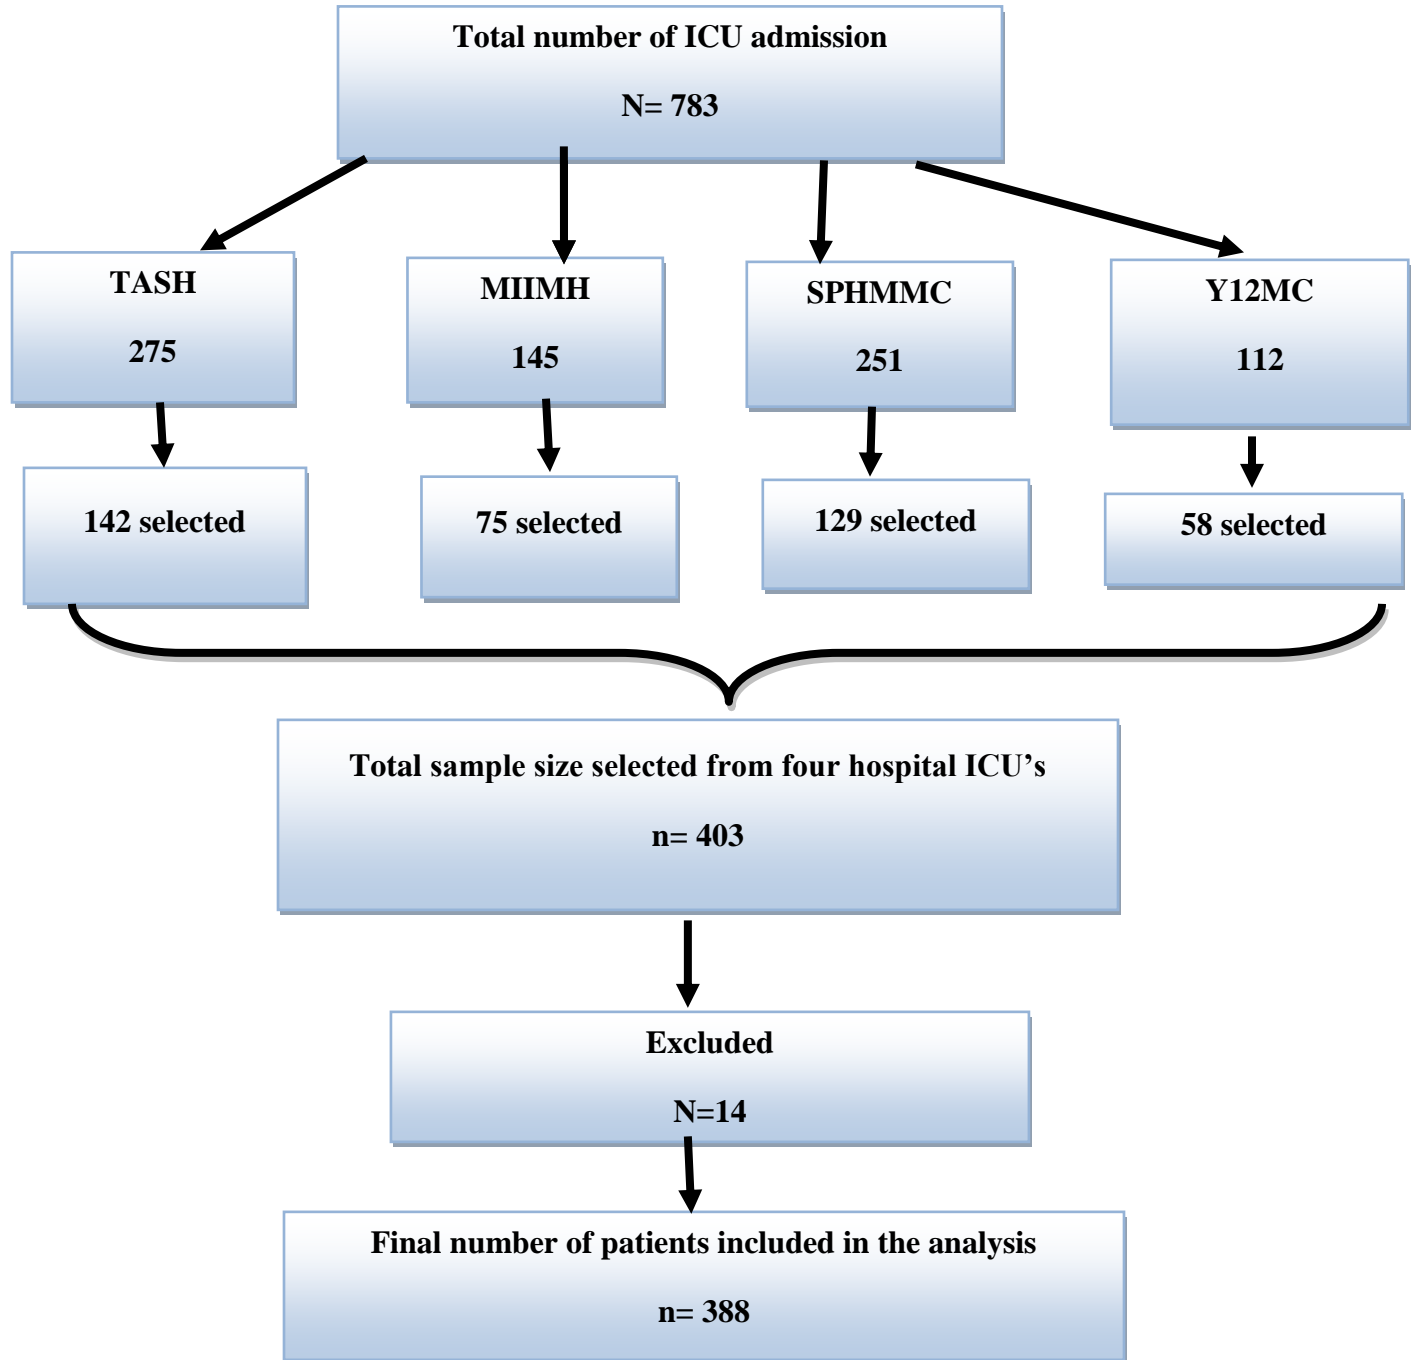 Total number of ICU admission
N= 783
TASH
275
MIIMH
145
SPHMMC
251
Y12MC
112
142 selected
75 selected
129 selected
58 selected
Total sample size selected from four hospital ICU’s
n= 403
Excluded
N=14
Final number of patients included in the analysis
n= 388